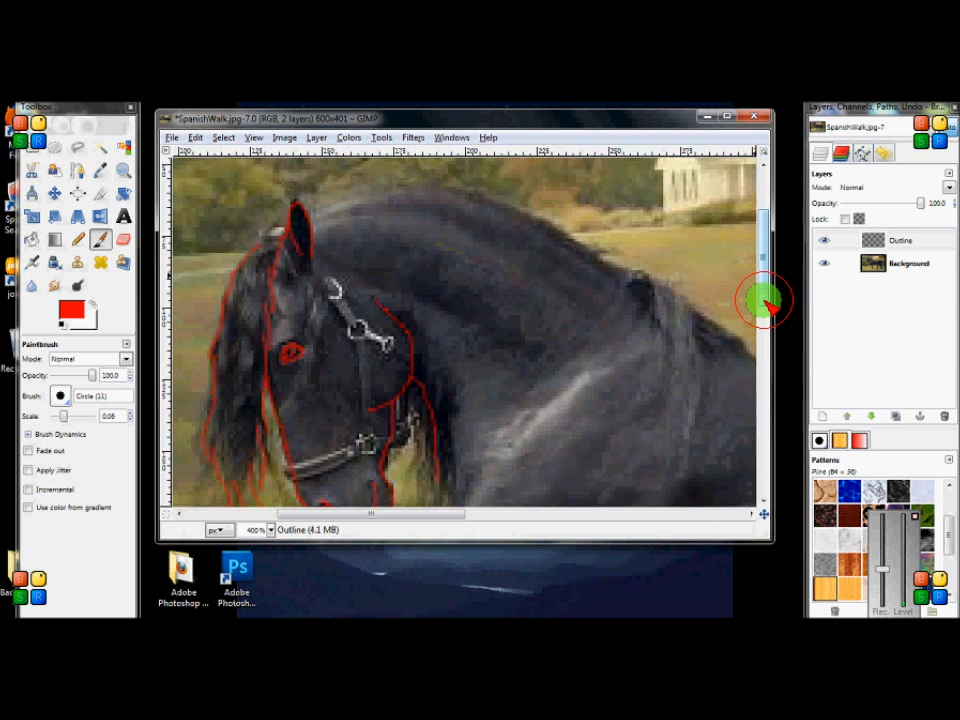 Toolbox
*SpanishWalk.jpg-7.0 (RGB, 2 layers) 600x401 – GIMP
Layers, Channels, Paths, Undo - Br...
File Edit Select View Image Layer Colors Tools Filters Windows Help
SpanishWalk.jpg-7
Layers
Mode: Normal
Opacity: 100.0
Lock:
Outline
Background
Paintbrush
Mode: Normal
Opacity: 100.0
Brush: Circle (11)
Scale: 0.06
Brush Dynamics
Fade out
Apply Jitter
Incremental
Use color from gradient
Patterns
Pine (64 × 56)
px 400% Outline (4.1 MB)
Adobe Photoshop ...
Adobe Photosh...
Rec. Level
B
S R
B
S R
B
S R
B
S R
Ps